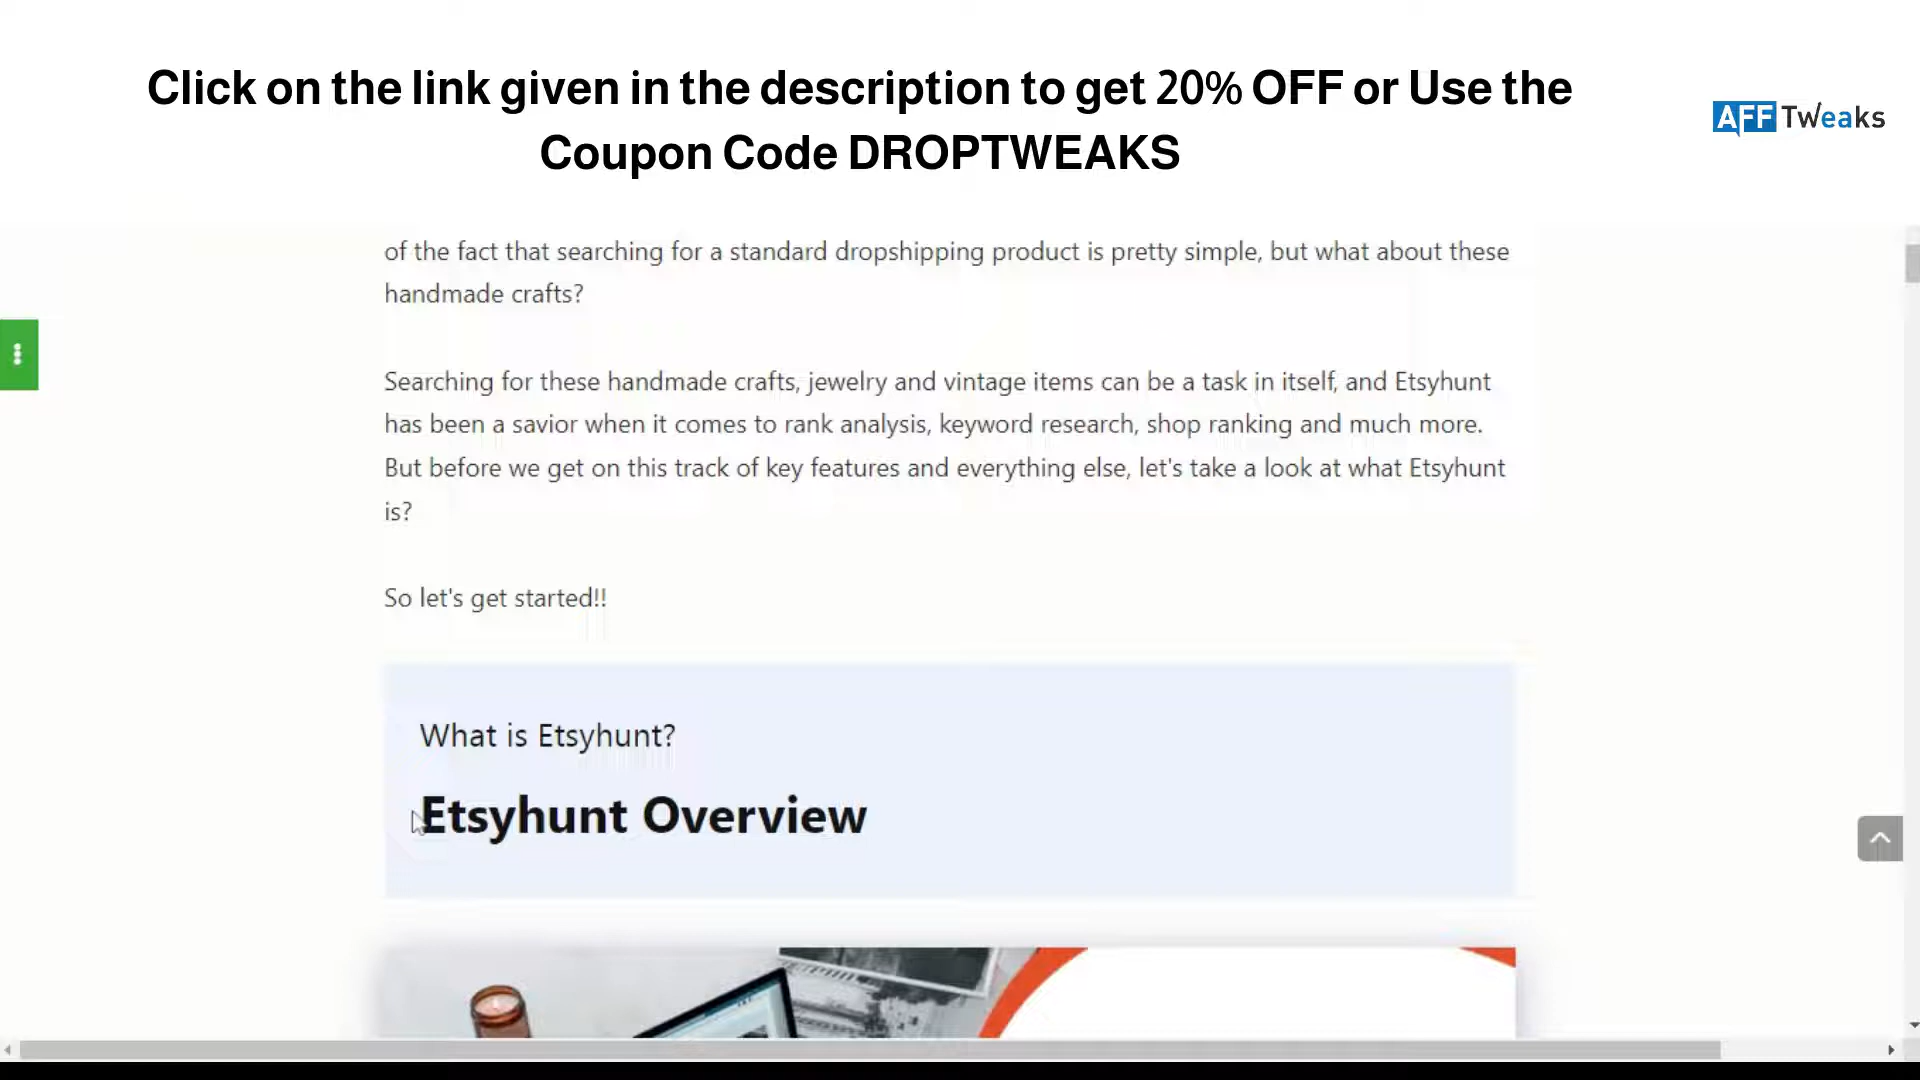 Click on the link given in the description to get 20% OFF or Use the
Coupon Code DROPTWEAKS
AFF Tweaks
of the fact that searching for a standard dropshipping product is pretty simple, but what about these
handmade crafts?
Searching for these handmade crafts, jewelry and vintage items can be a task in itself, and Etsyhunt
has been a savior when it comes to rank analysis, keyword research, shop ranking and much more.
But before we get on this track of key features and everything else, let's take a look at what Etsyhunt
is?
So let's get started!!
What is Etsyhunt?
Etsyhunt Overview